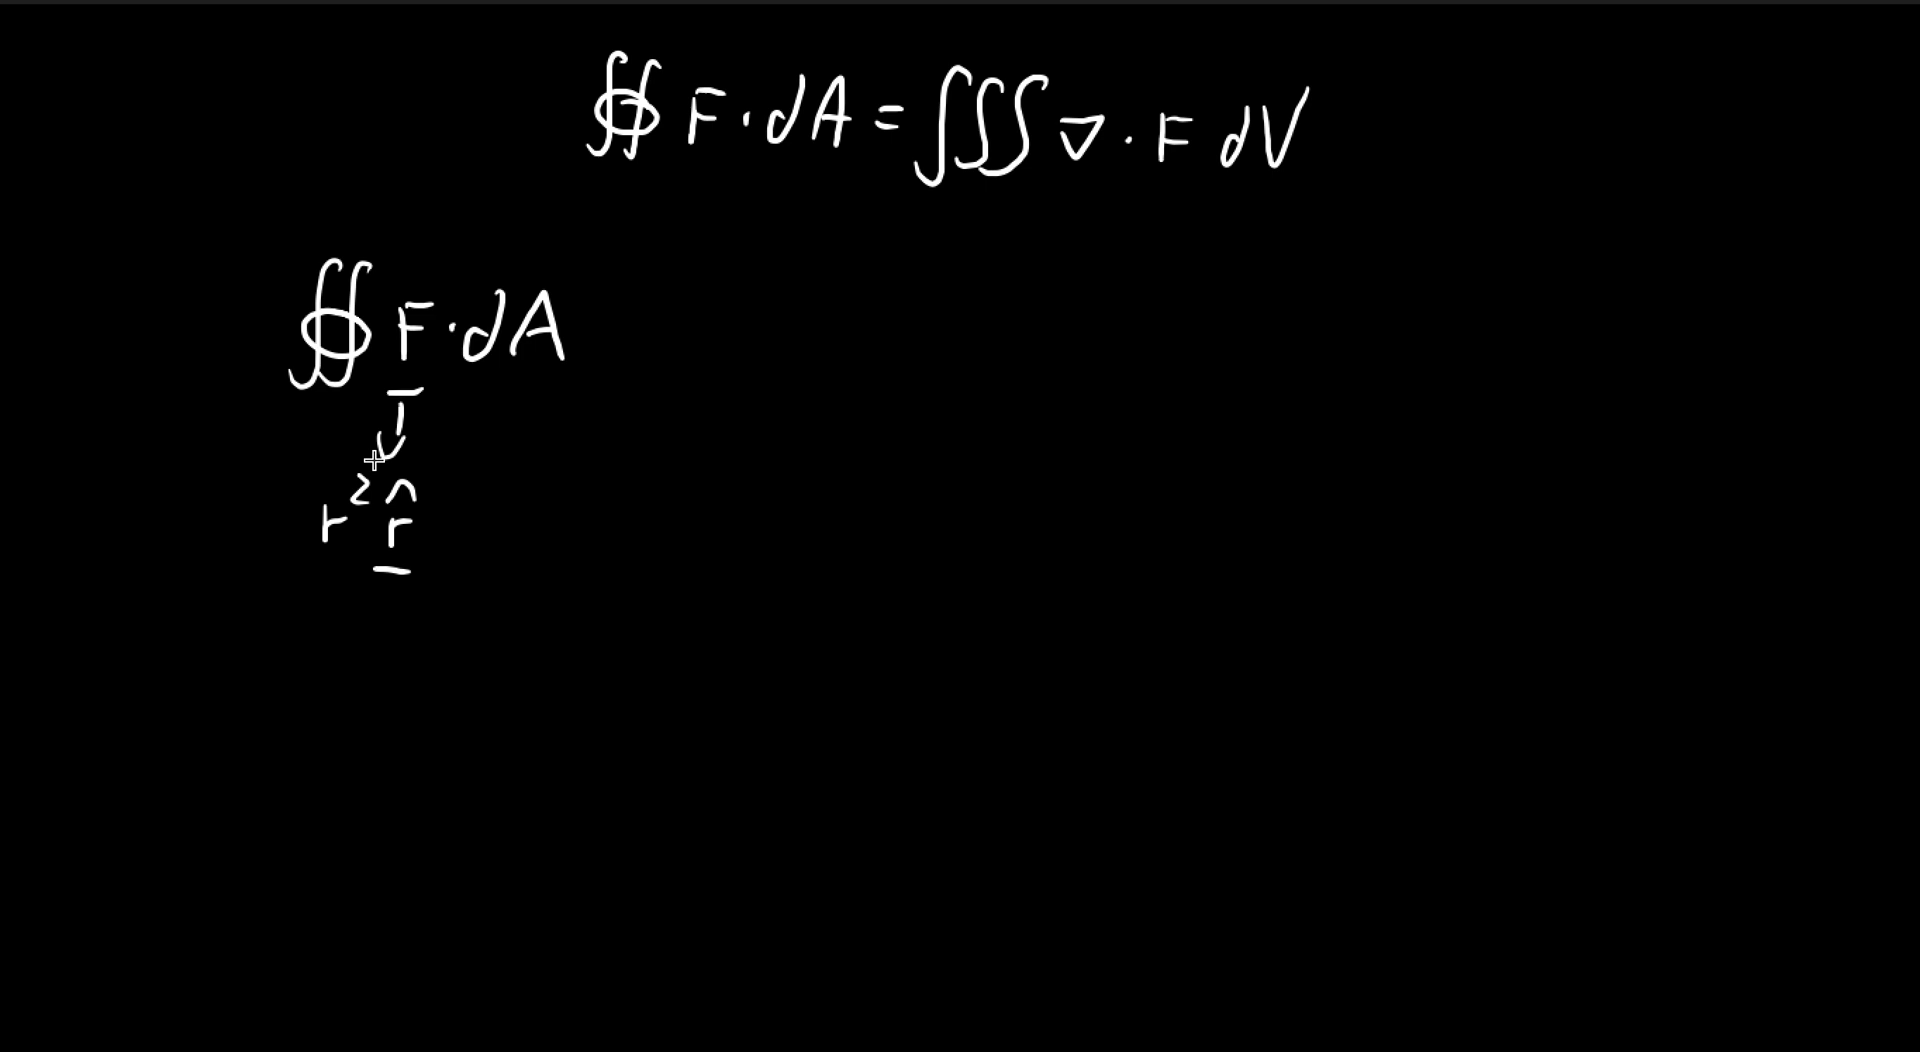 ∯ F · dA = ∭ ∇ · F dV
∯ F · dA
↓
r² r̂